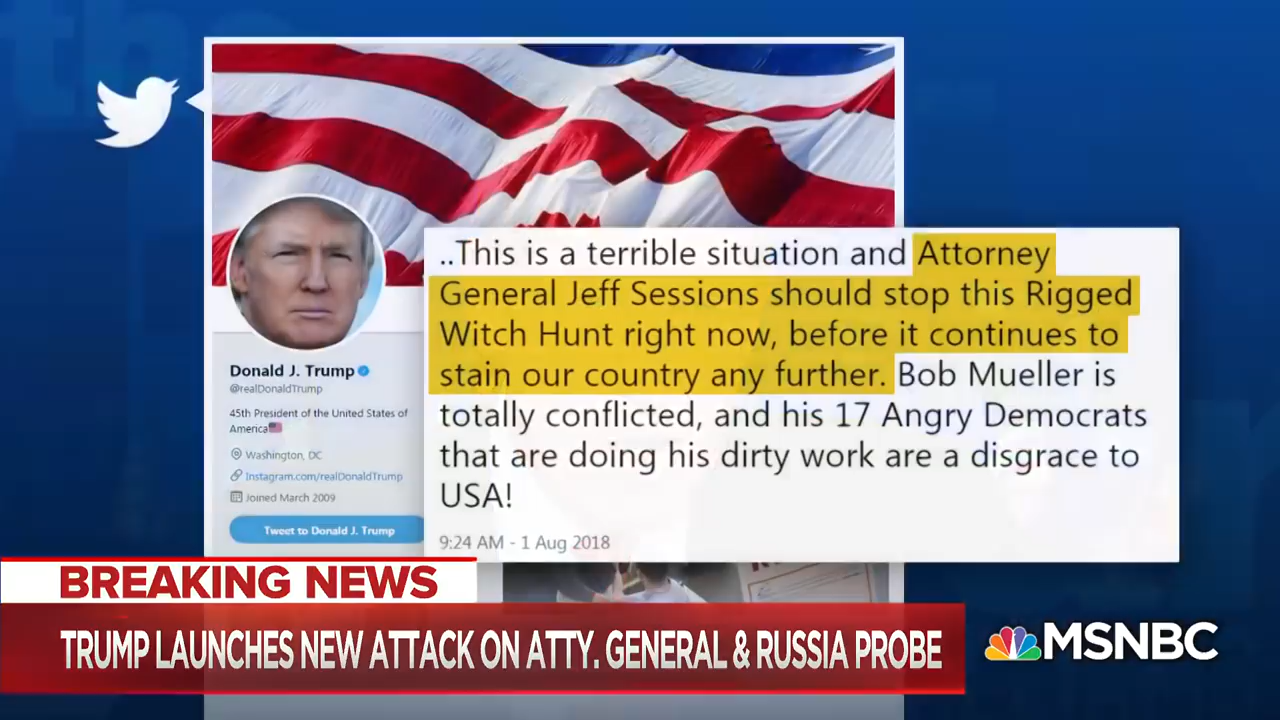 ..This is a terrible situation and Attorney
General Jeff Sessions should stop this Rigged
Witch Hunt right now, before it continues to
stain our country any further. Bob Mueller is
totally conflicted, and his 17 Angry Democrats
that are doing his dirty work are a disgrace to
USA!
9:24 AM - 1 Aug 2018
Donald J. Trump
@realDonaldTrump
45th President of the United States of
America🇺🇸
Washington, DC
Instagram.com/realDonaldTrump
Joined March 2009
Tweet to Donald J. Trump
BREAKING NEWS
TRUMP LAUNCHES NEW ATTACK ON ATTY. GENERAL & RUSSIA PROBE
MSNBC